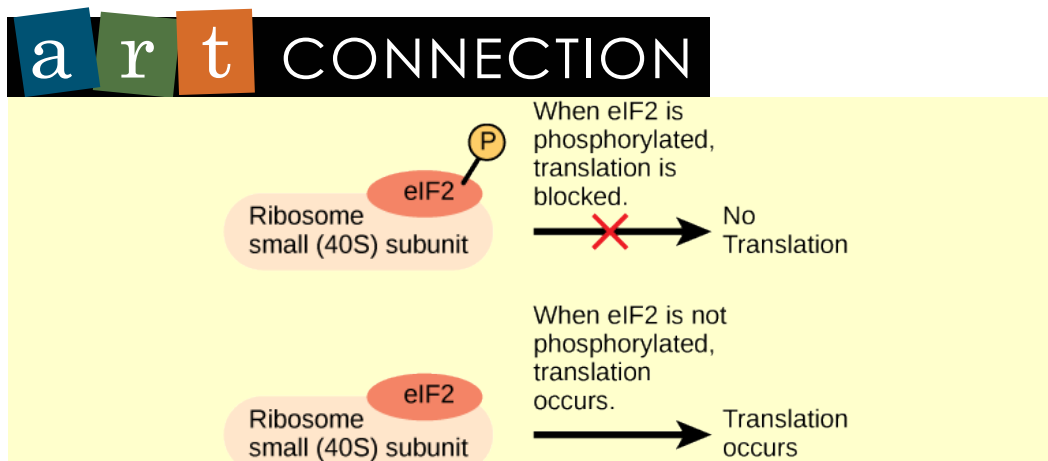 art CONNECTION
When eIF2 is
phosphorylated,
translation is
blocked.
P
eIF2
Ribosome
small (40S) subunit
No
Translation
When eIF2 is not
phosphorylated,
translation
occurs.
eIF2
Ribosome
small (40S) subunit
Translation
occurs